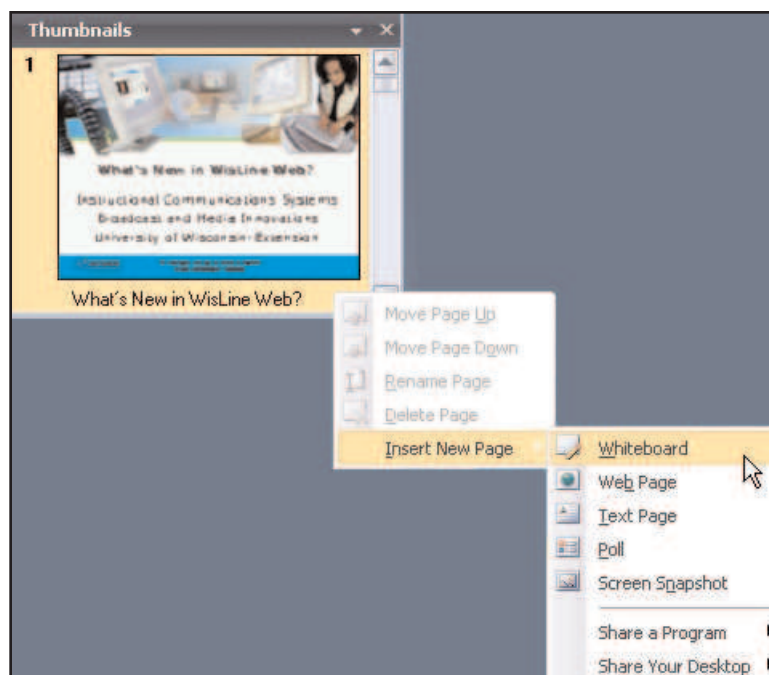 Thumbnails
1
What's New in WisLine Web?
Instructional Communications Systems
Broadcast and Media Innovations
University of Wisconsin-Extension
What's New in WisLine Web?
Move Page Up
Move Page Down
Rename Page
Delete Page
Insert New Page
Whiteboard
Web Page
Text Page
Poll
Screen Snapshot
Share a Program
Share Your Desktop